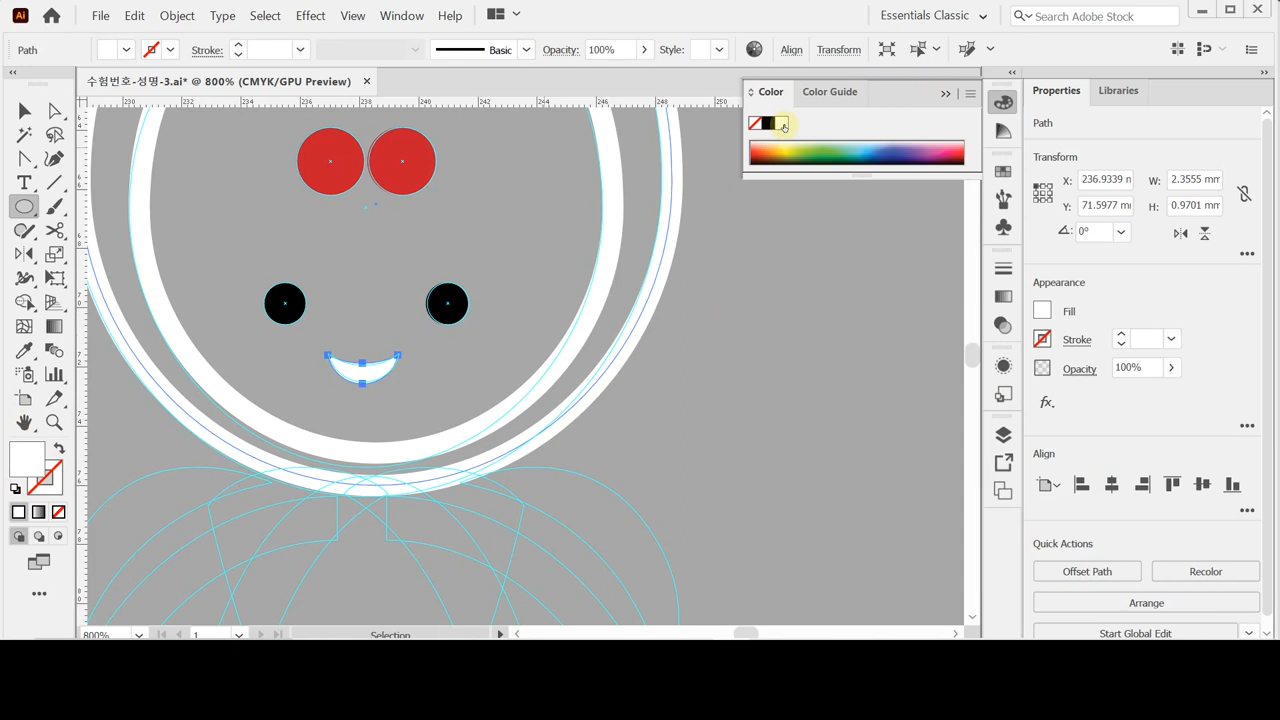 Ai File Edit Object Type Select Effect View Window Help Essentials Classic Search Adobe Stock
Path Stroke: Basic Opacity: 100% Style: Align Transform
수험번호-성명-3.ai* @ 800% (CMYK/GPU Preview)
230 232 234 236 238 240 242 244 246 248 250
Color Color Guide
Properties Libraries
Path
Transform
X: 236.9339 n W: 2.3555 mr
Y: 71.5977 mr H: 0.9701 mm
0°
Appearance
Fill
Stroke
Opacity 100%
fx
Align
Quick Actions
Offset Path Recolor
Arrange
Start Global Edit
800% 1 Selection